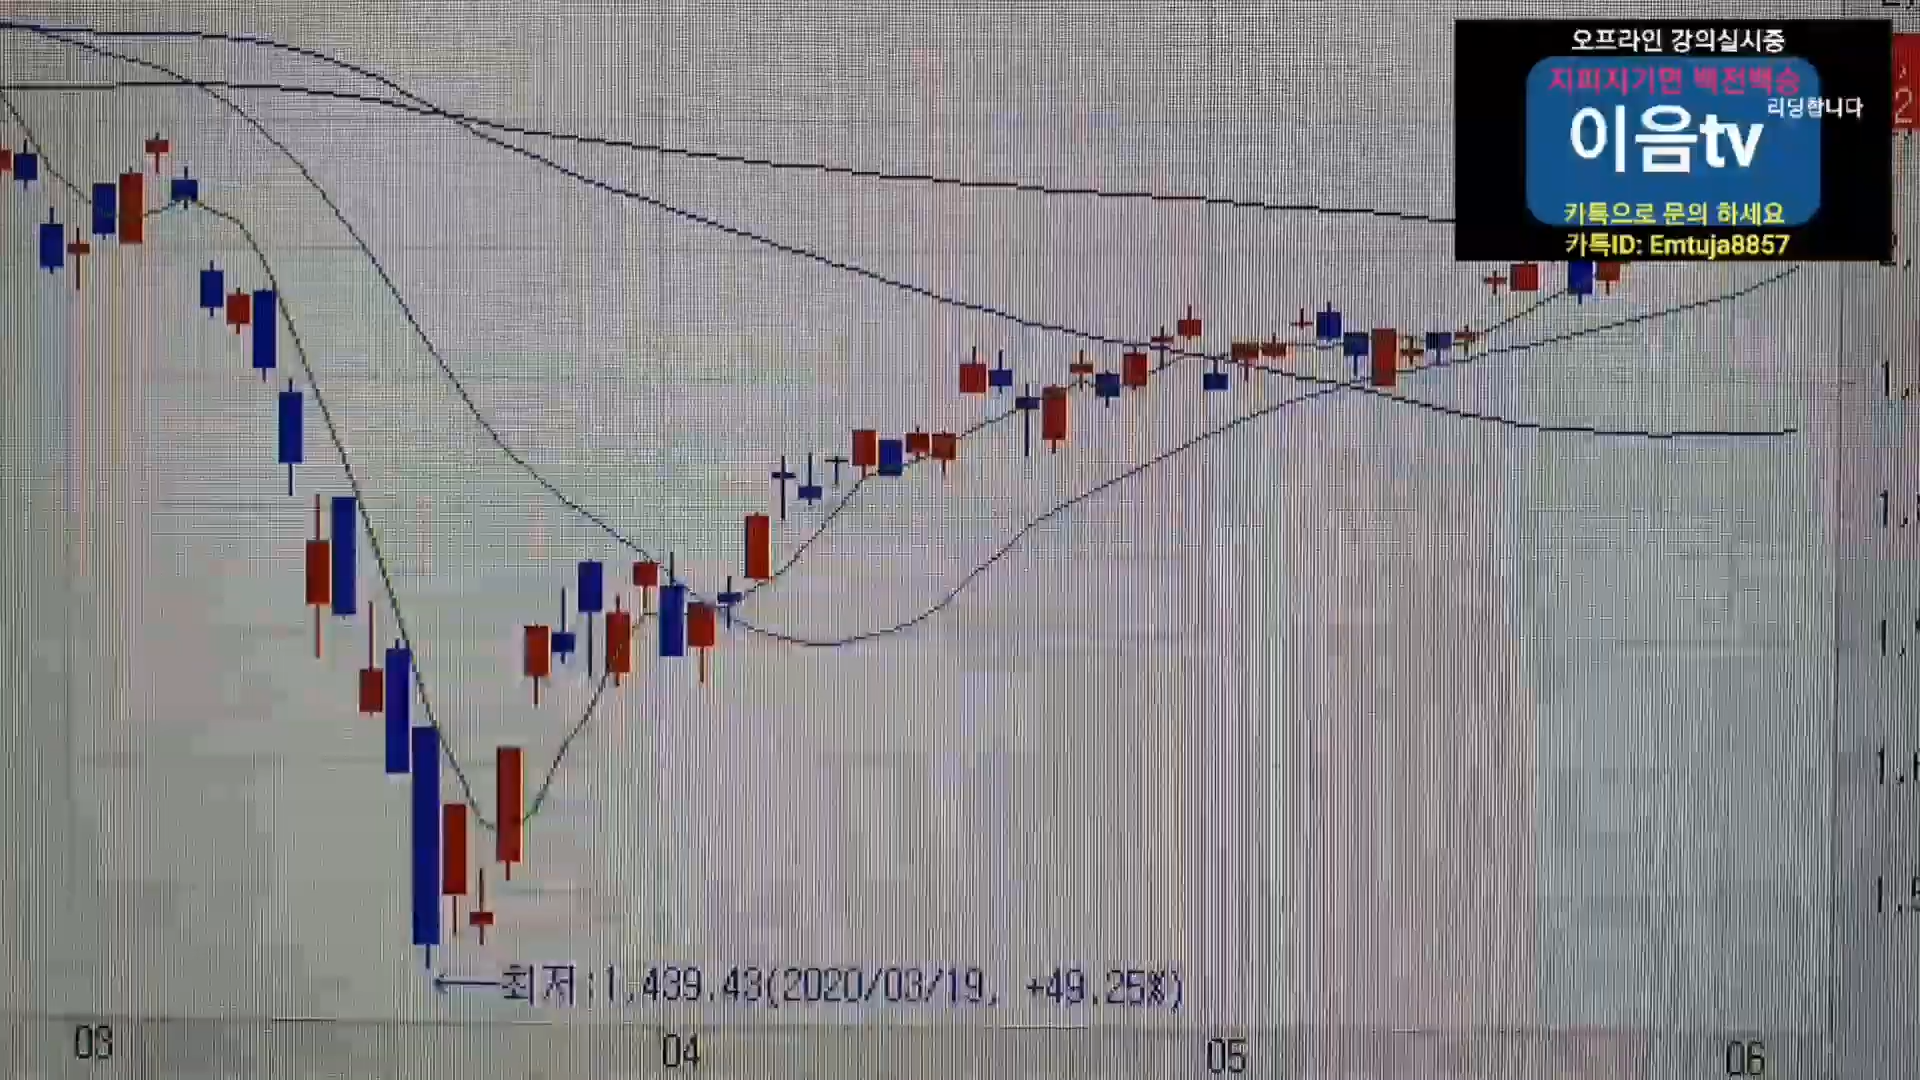 오프라인 강의실시중
지피지기면 백전백승
리딩합니다
이음tv
카톡으로 문의 하세요
카톡ID: Emtuja8857
최저:1,439.43(2020/03/19, +49.25%)
03 04 05 06